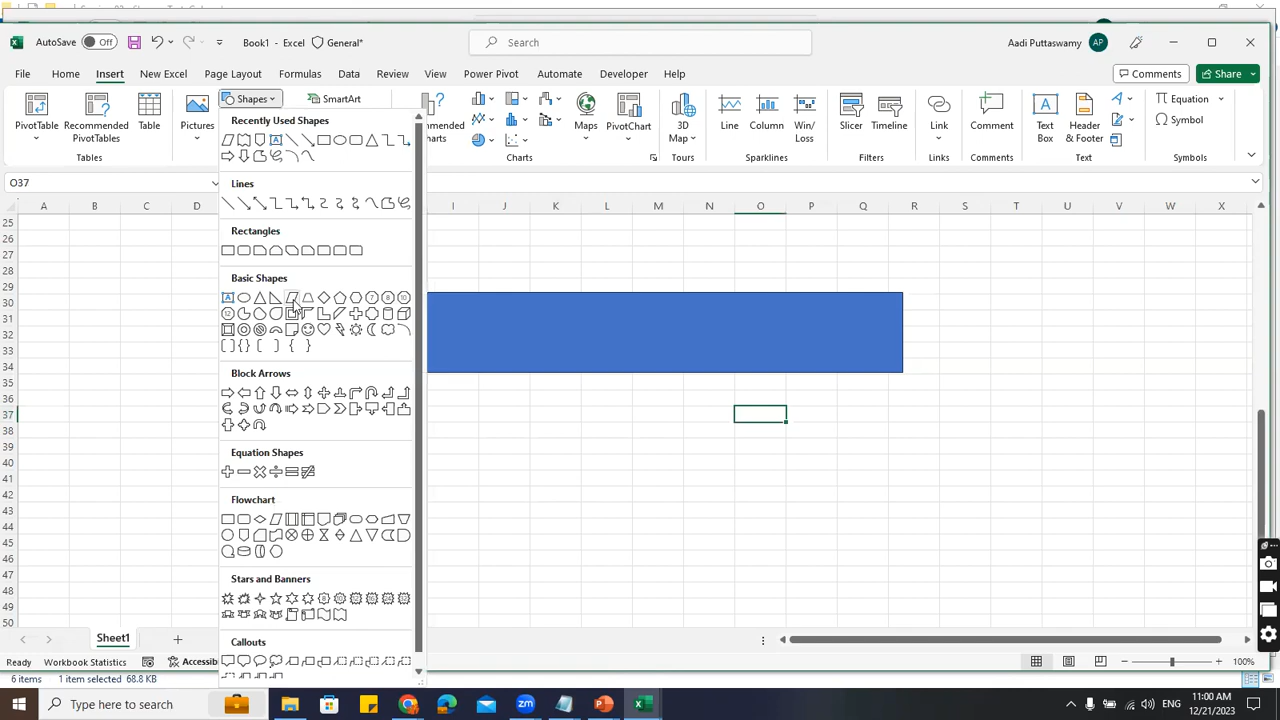 AutoSave Off Book1 - Excel General* Search Aadi Puttaswamy AP
File Home Insert New Excel Page Layout Formulas Data Review View Power Pivot Automate Developer Help Comments Share
PivotTable
Recommended
PivotTables
Table
Tables
Pictures
Shapes
SmartArt
Maps
PivotChart
Charts
3D
Map
Tours
Line
Column
Win/
Loss
Sparklines
Slicer
Timeline
Filters
Link
Links
Comment
Comments
Text
Box
Header
& Footer
Text
Equation
Symbol
Symbols
O37
A B C D I J K L M N O P Q R S T U V W X
25
26
27
28
29
30
31
32
33
34
35
36
37
38
39
40
41
42
43
44
45
46
47
48
49
50
Recently Used Shapes
Lines
Rectangles
Basic Shapes
Block Arrows
Equation Shapes
Flowchart
Stars and Banners
Callouts
Sheet1
Ready Workbook Statistics 100%
6 items 1 item selected 68.8 KB
Type here to search
11:00 AM
12/21/2023